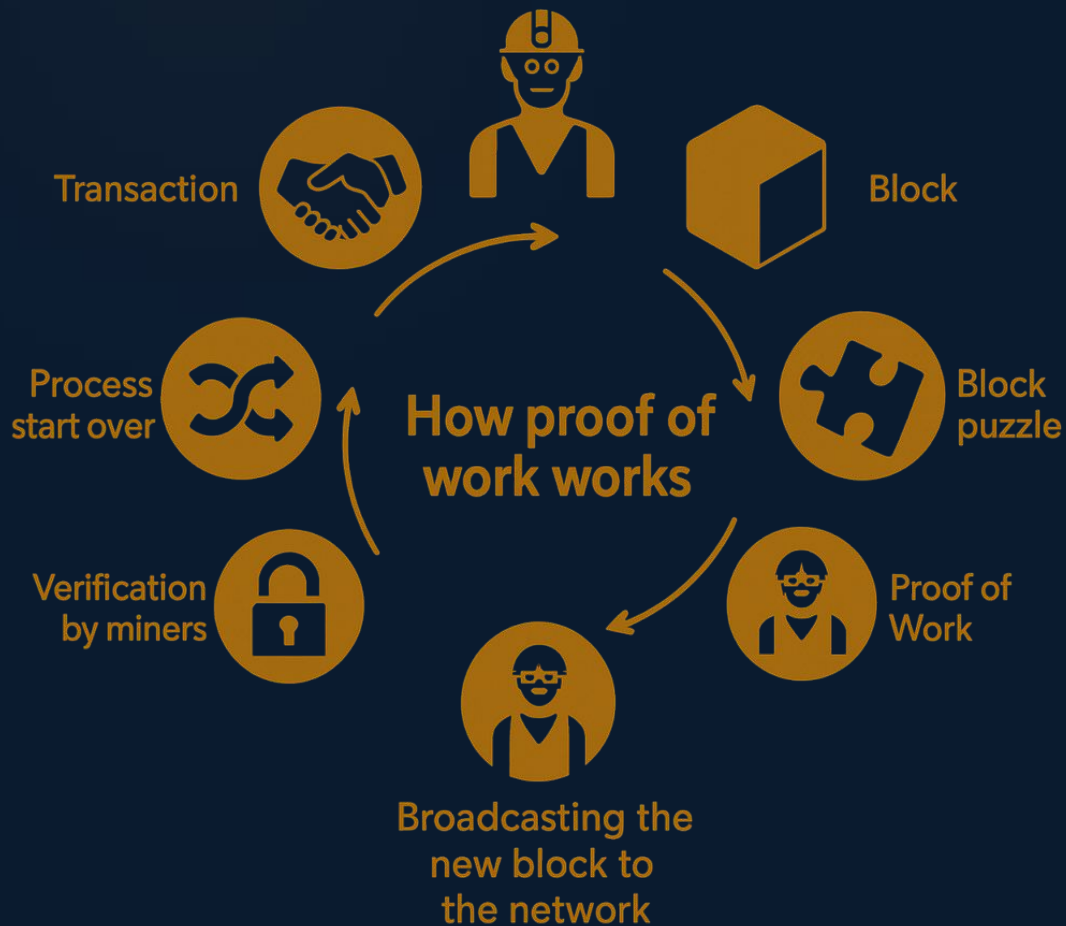 Transaction
Block
Process
start over
How proof of
work works
Block
puzzle
Verification
by miners
Proof of
Work
Broadcasting the
new block to
the network